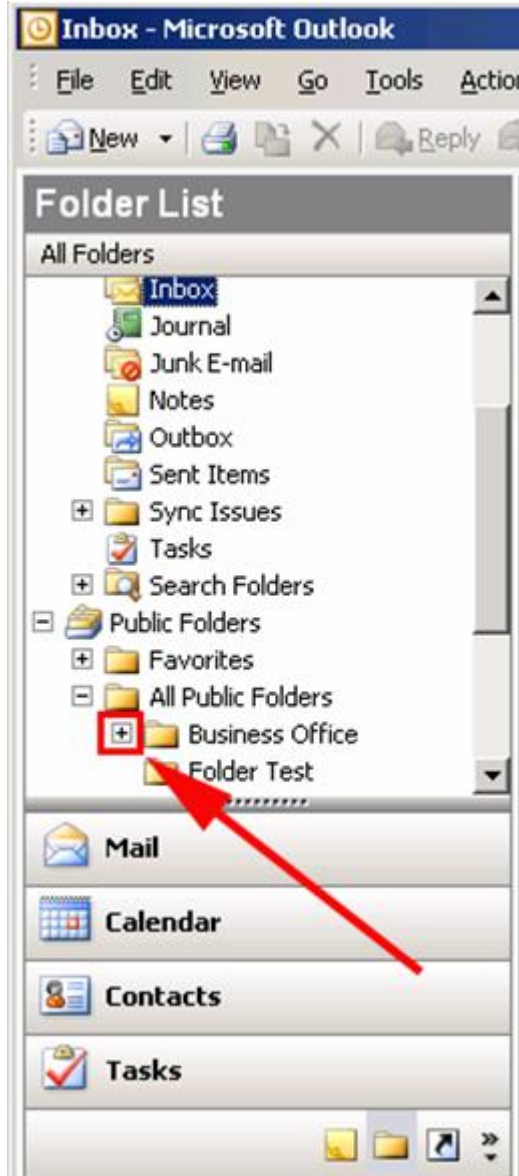 Inbox - Microsoft Outlook
File Edit View Go Tools Action
New Reply
Folder List
All Folders
Inbox
Journal
Junk E-mail
Notes
Outbox
Sent Items
Sync Issues
Tasks
Search Folders
Public Folders
Favorites
All Public Folders
Business Office
Folder Test
Mail
Calendar
Contacts
Tasks